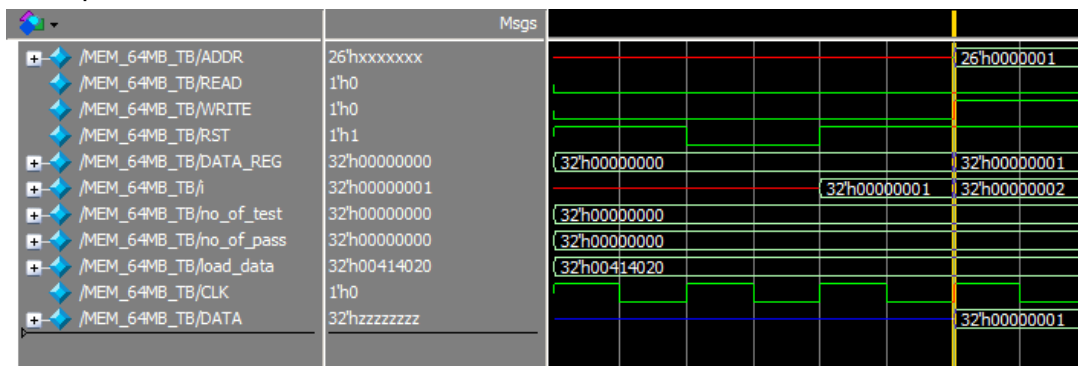 Msgs
/MEM_64MB_TB/ADDR 26'hxxxxxxx 26'h0000001
/MEM_64MB_TB/READ 1'h0
/MEM_64MB_TB/WRITE 1'h0
/MEM_64MB_TB/RST 1'h1
/MEM_64MB_TB/DATA_REG 32'h00000000 32'h00000000 32'h00000001
/MEM_64MB_TB/i 32'h00000001 32'h00000001 32'h00000002
/MEM_64MB_TB/no_of_test 32'h00000000 32'h00000000
/MEM_64MB_TB/no_of_pass 32'h00000000 32'h00000000
/MEM_64MB_TB/load_data 32'h00414020 32'h00414020
/MEM_64MB_TB/CLK 1'h0
/MEM_64MB_TB/DATA 32'hzzzzzzzz 32'h00000001